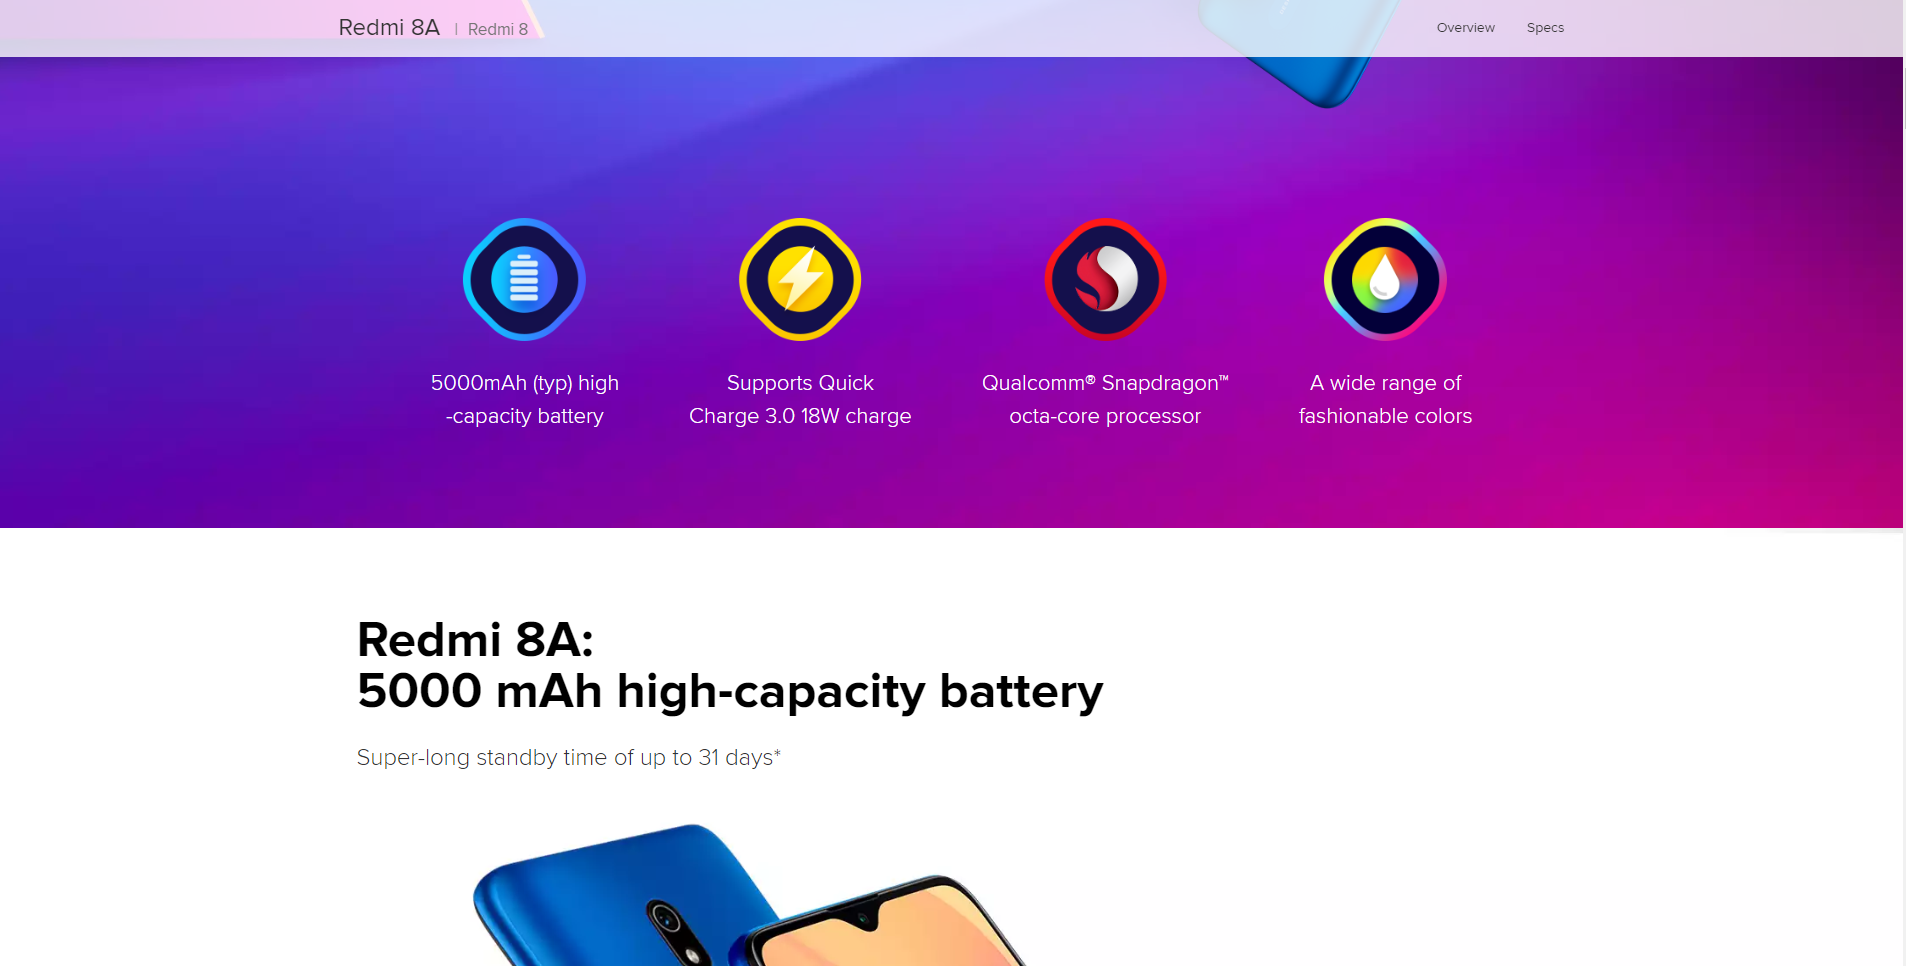 Redmi 8A | Redmi 8
Overview Specs
5000mAh (typ) high
-capacity battery
Supports Quick
Charge 3.0 18W charge
Qualcomm® Snapdragon™
octa-core processor
A wide range of
fashionable colors
Redmi 8A:
5000 mAh high-capacity battery
Super-long standby time of up to 31 days*